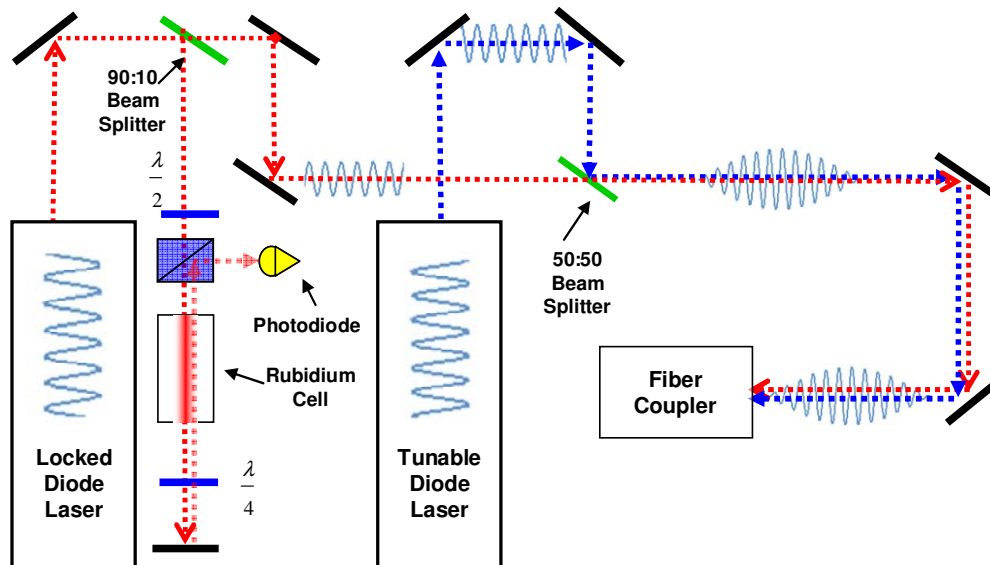 90:10
Beam
Splitter
λ
2
50:50
Beam
Splitter
Photodiode
Rubidium
Cell
Fiber
Coupler
Locked
Diode
Laser
λ
4
Tunable
Diode
Laser